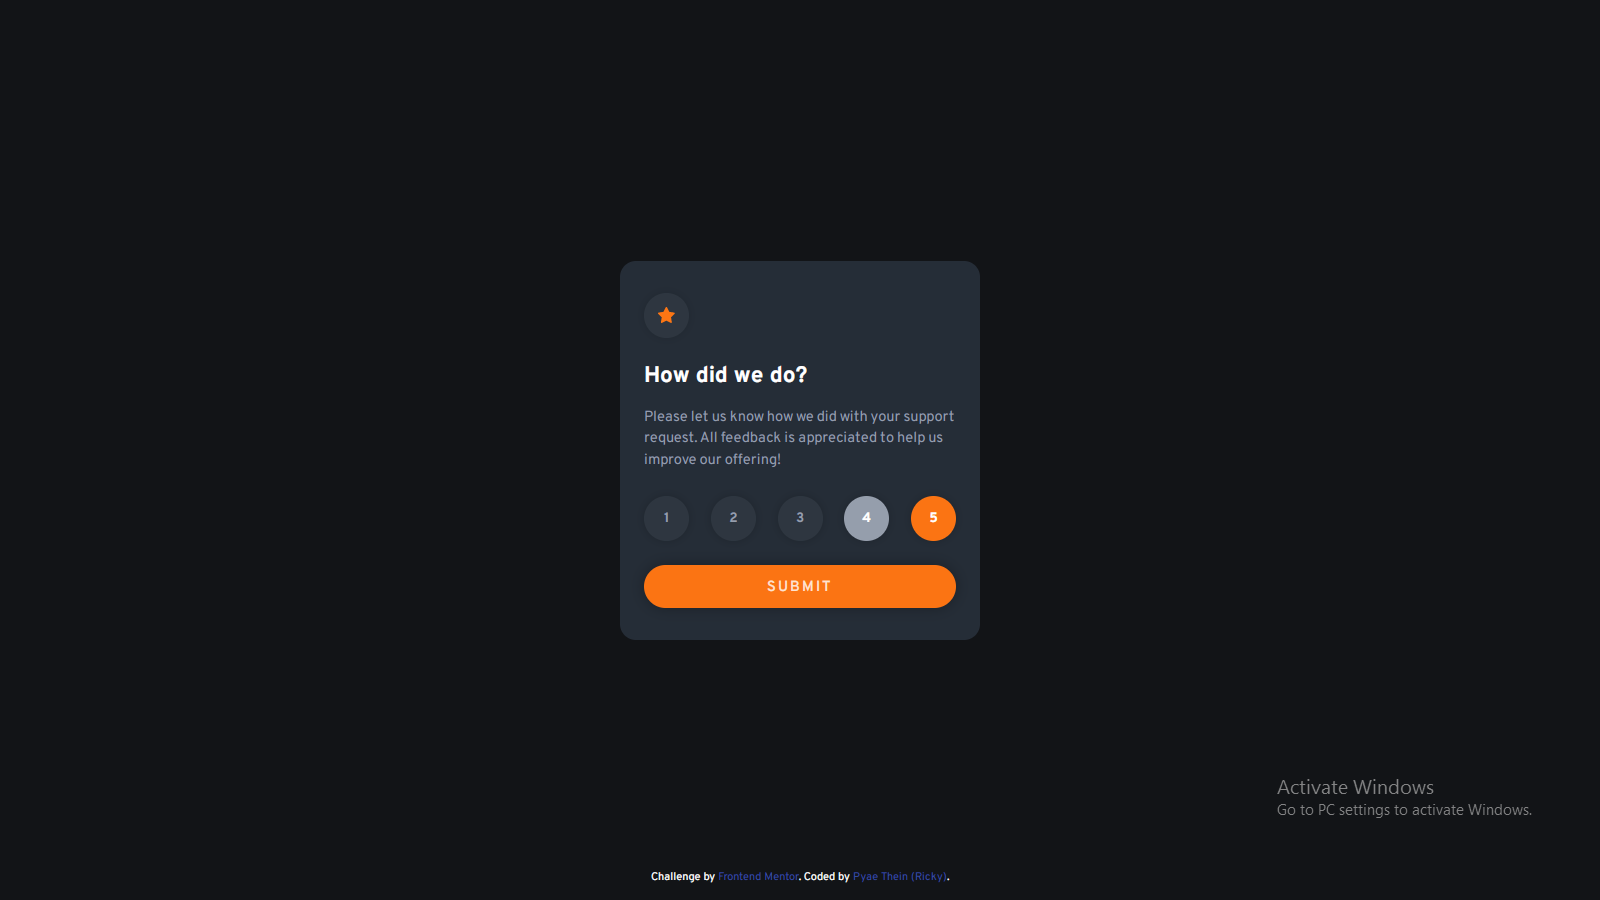 How did we do?
Please let us know how we did with your support
request. All feedback is appreciated to help us
improve our offering!
1 2 3 4 5
SUBMIT
Activate Windows
Go to PC settings to activate Windows.
Challenge by Frontend Mentor. Coded by Pyae Thein (Ricky).